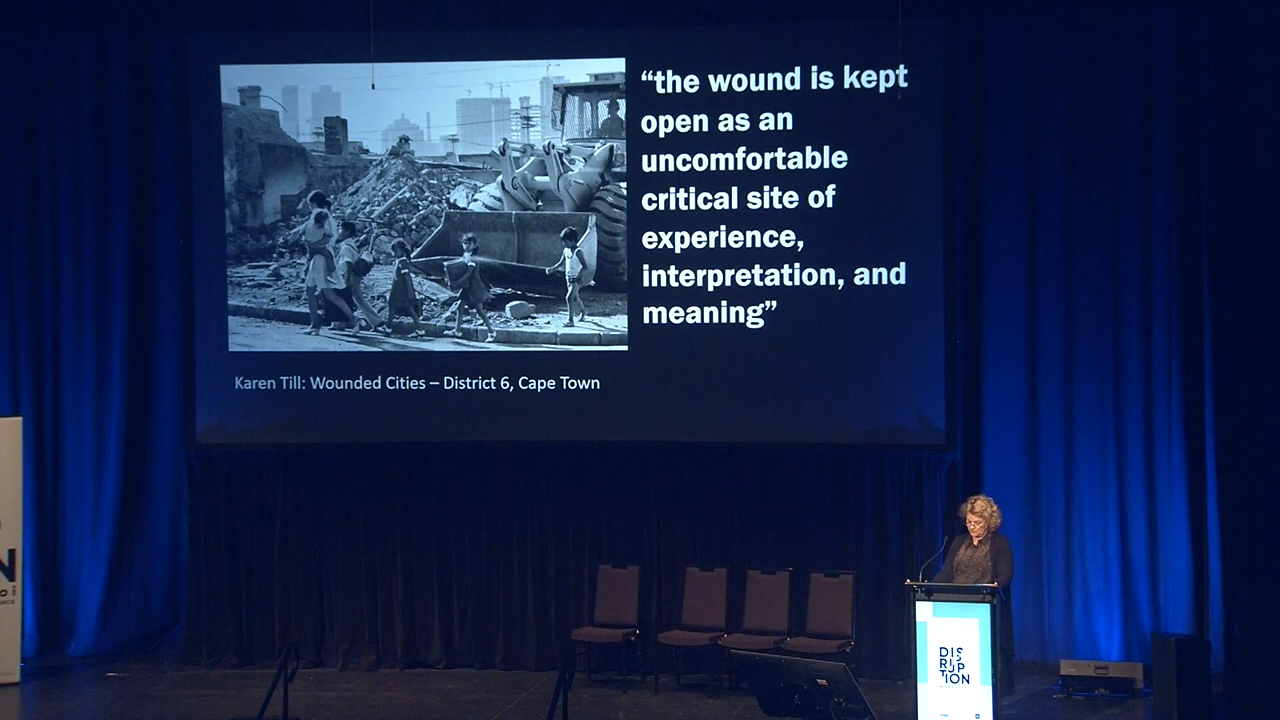 “the wound is kept
open as an
uncomfortable
critical site of
experience,
interpretation, and
meaning”
Karen Till: Wounded Cities – District 6, Cape Town
DIS
RUP
TION
N